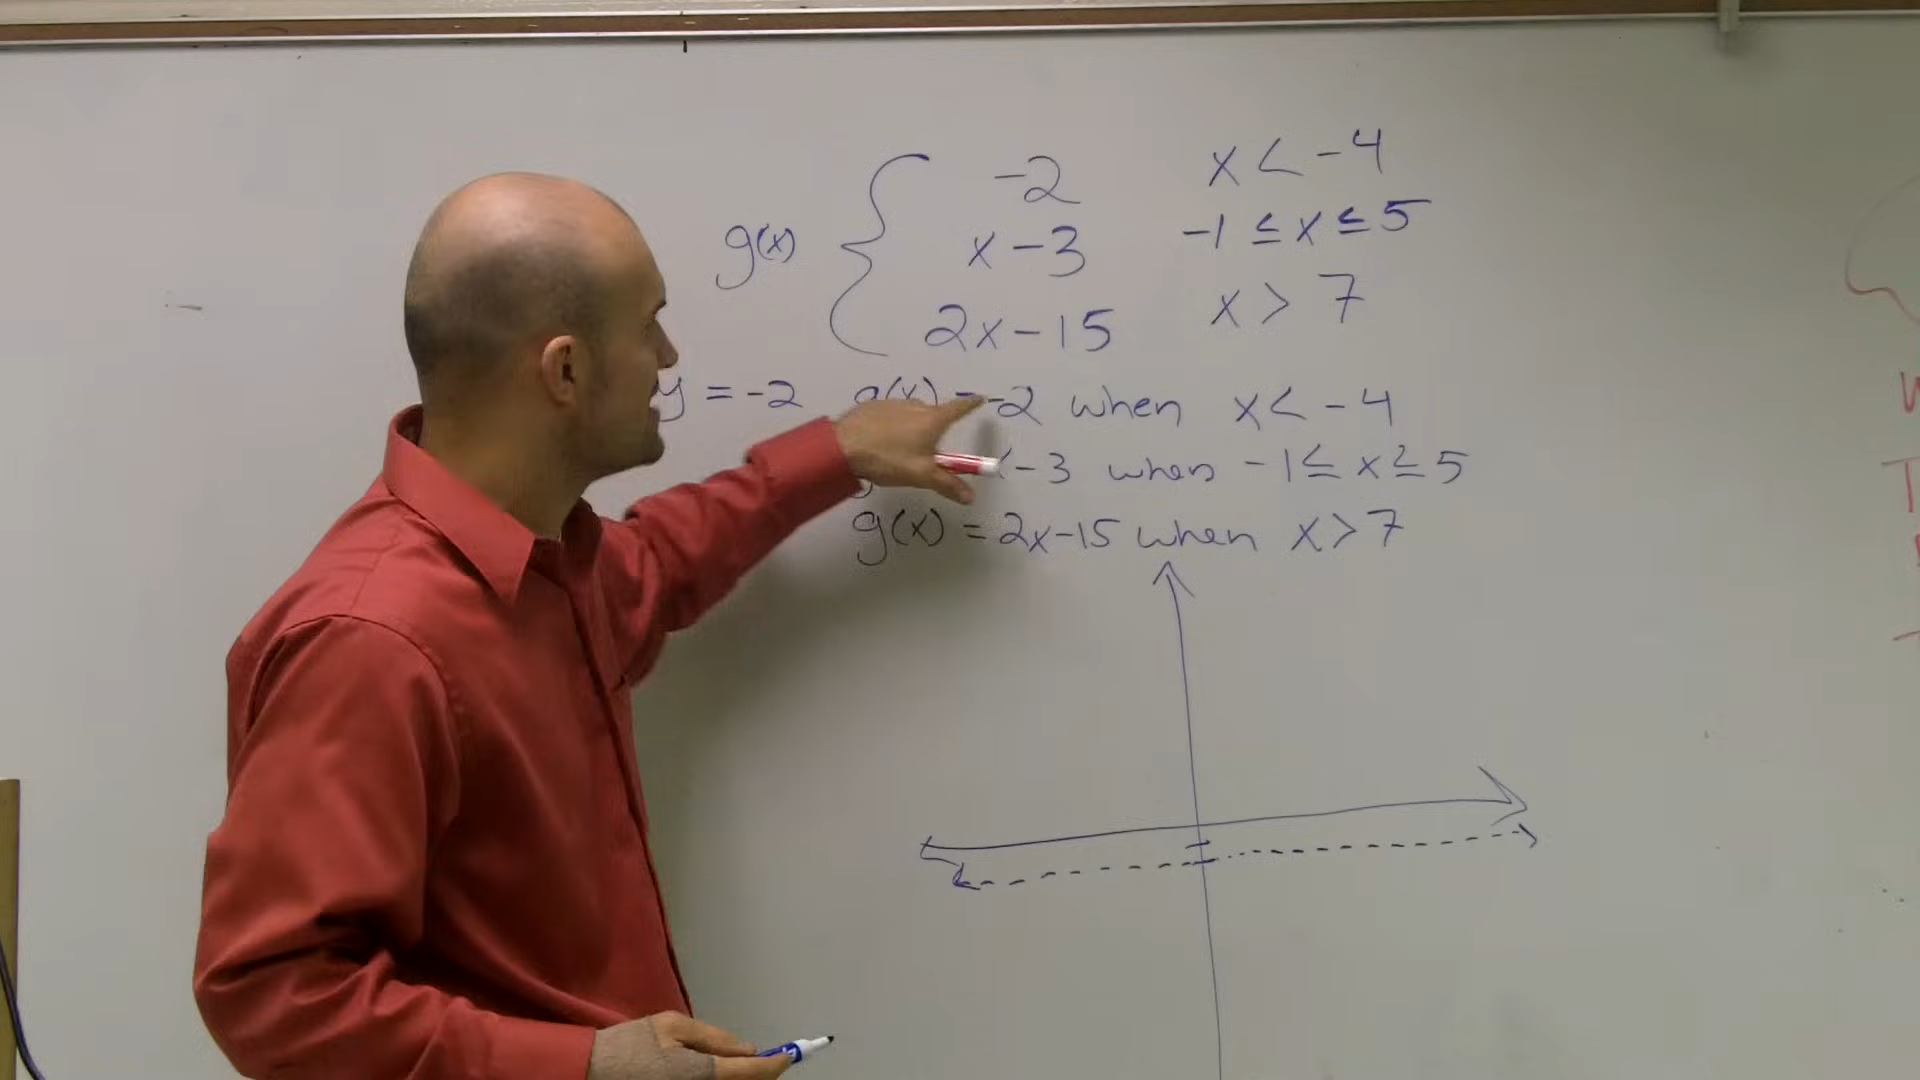 -2 x < -4
g(x) { x - 3 -1 ≤ x ≤ 5
2x - 15 x > 7
y = -2 g(x) = -2 when x < -4
x - 3 when -1 ≤ x ≥ 5
g(x) = 2x - 15 when x > 7